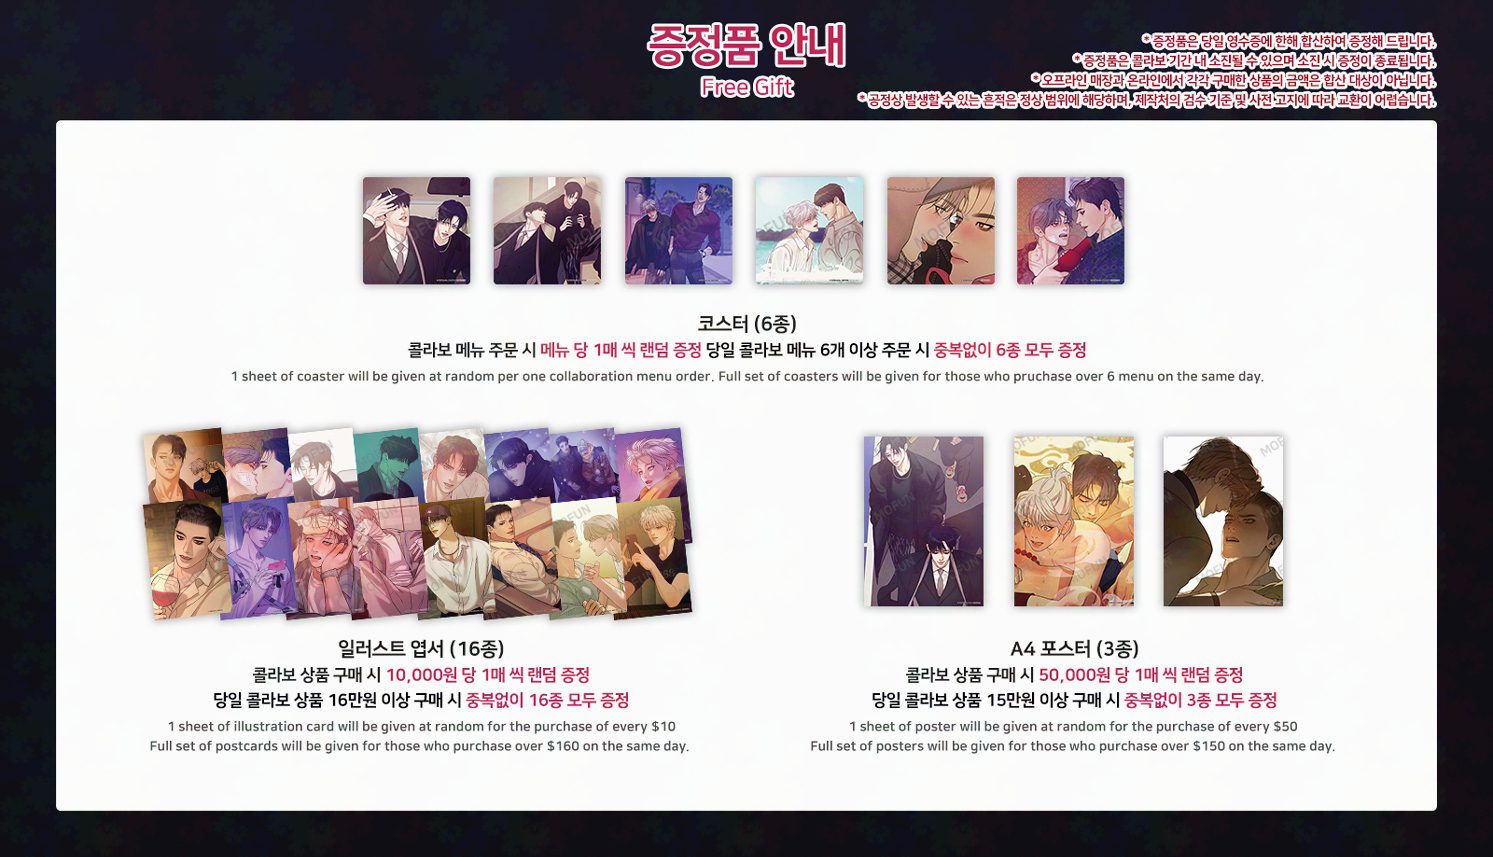 증정품 안내
Free Gift
* 증정품은 당일 영수증에 한해 합산하여 증정해 드립니다.
* 증정품은 콜라보 기간 내 소진될 수 있으며 소진 시 증정이 종료됩니다.
* 오프라인 매장과 온라인에서 각각 구매한 상품의 금액은 합산 대상이 아닙니다.
* 공정상 발생할 수 있는 흔적은 정상 범위에 해당하며, 제작처의 검수 기준 및 사전 고지에 따라 교환이 어렵습니다.
코스터 (6종)
콜라보 메뉴 주문 시 메뉴 당 1매 씩 랜덤 증정 당일 콜라보 메뉴 6개 이상 주문 시 중복없이 6종 모두 증정
1 sheet of coaster will be given at random per one collaboration menu order. Full set of coasters will be given for those who pruchase over 6 menu on the same day.
일러스트 엽서 (16종)
콜라보 상품 구매 시 10,000원 당 1매 씩 랜덤 증정
당일 콜라보 상품 16만원 이상 구매 시 중복없이 16종 모두 증정
1 sheet of illustration card will be given at random for the purchase of every $10
Full set of postcards will be given for those who purchase over $160 on the same day.
A4 포스터 (3종)
콜라보 상품 구매 시 50,000원 당 1매 씩 랜덤 증정
당일 콜라보 상품 15만원 이상 구매 시 중복없이 3종 모두 증정
1 sheet of poster will be given at random for the purchase of every $50
Full set of posters will be given for those who purchase over $150 on the same day.